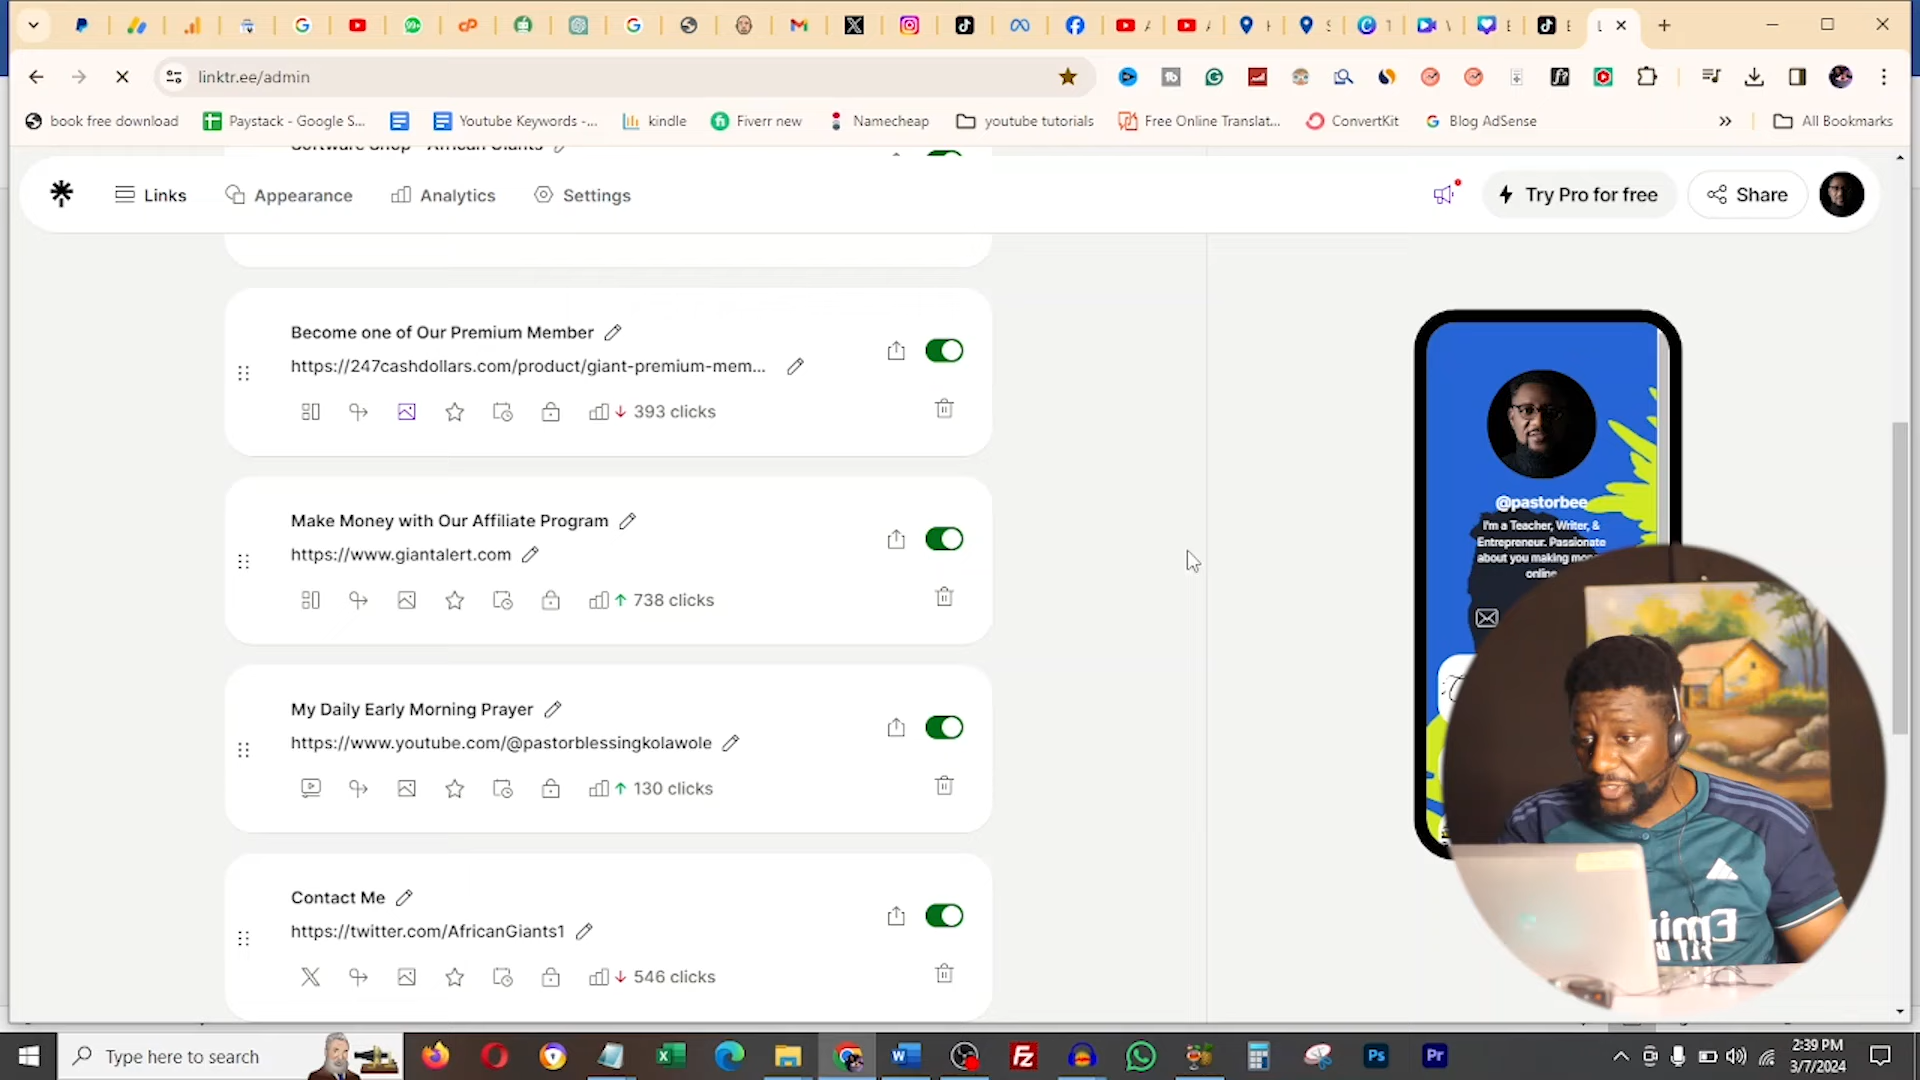 linktr.ee/admin
book free download
Paystack - Google S...
Youtube Keywords -...
kindle
Fiverr new
Namecheap
youtube tutorials
Free Online Translat...
ConvertKit
Blog AdSense
All Bookmarks
Links
Appearance
Analytics
Settings
Try Pro for free
Share
Become one of Our Premium Member
https://247cashdollars.com/product/giant-premium-mem...
393 clicks
Make Money with Our Affiliate Program
https://www.giantalert.com
738 clicks
My Daily Early Morning Prayer
https://www.youtube.com/@pastorblessingkolawole
130 clicks
Contact Me
https://twitter.com/AfricanGiants1
546 clicks
@pastorbee
I'm a Teacher, Writer, &
Entrepreneur. Passionate
about you making
online
Type here to search
2:39 PM
3/7/2024